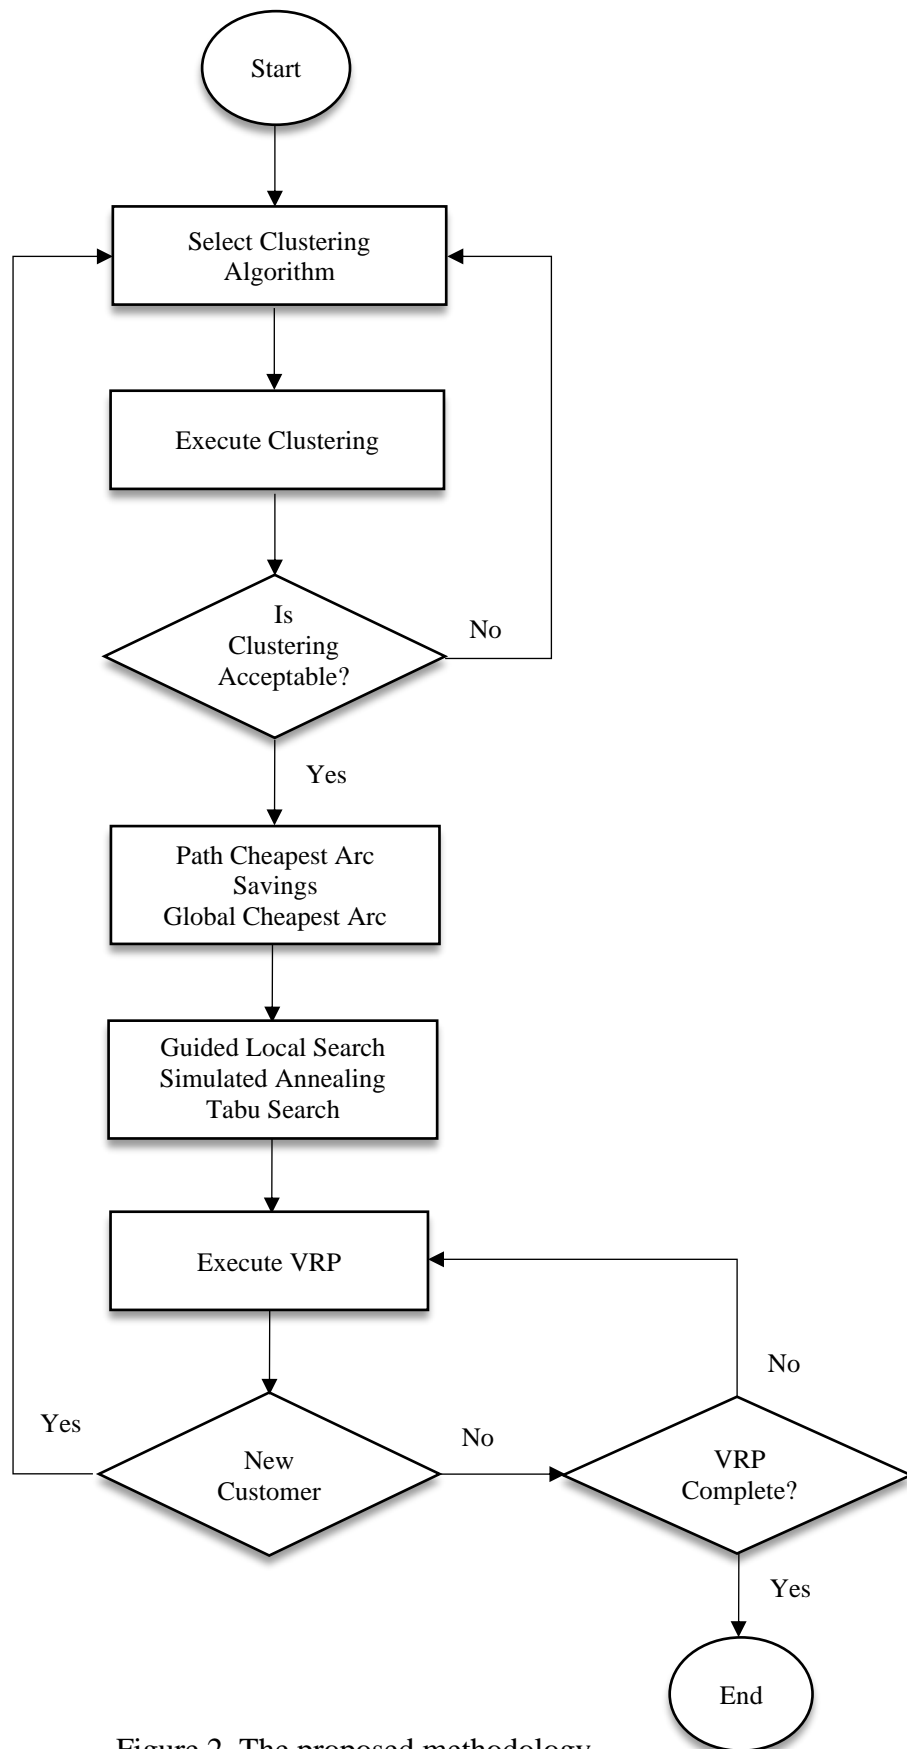 Start
Select Clustering
Algorithm
Execute Clustering
Is
Clustering
Acceptable?
No
Yes
Path Cheapest Arc
Savings
Global Cheapest Arc
Guided Local Search
Simulated Annealing
Tabu Search
Execute VRP
No
Yes
New
Customer
No
VRP
Complete?
Yes
End
Figure 2. The proposed methodology